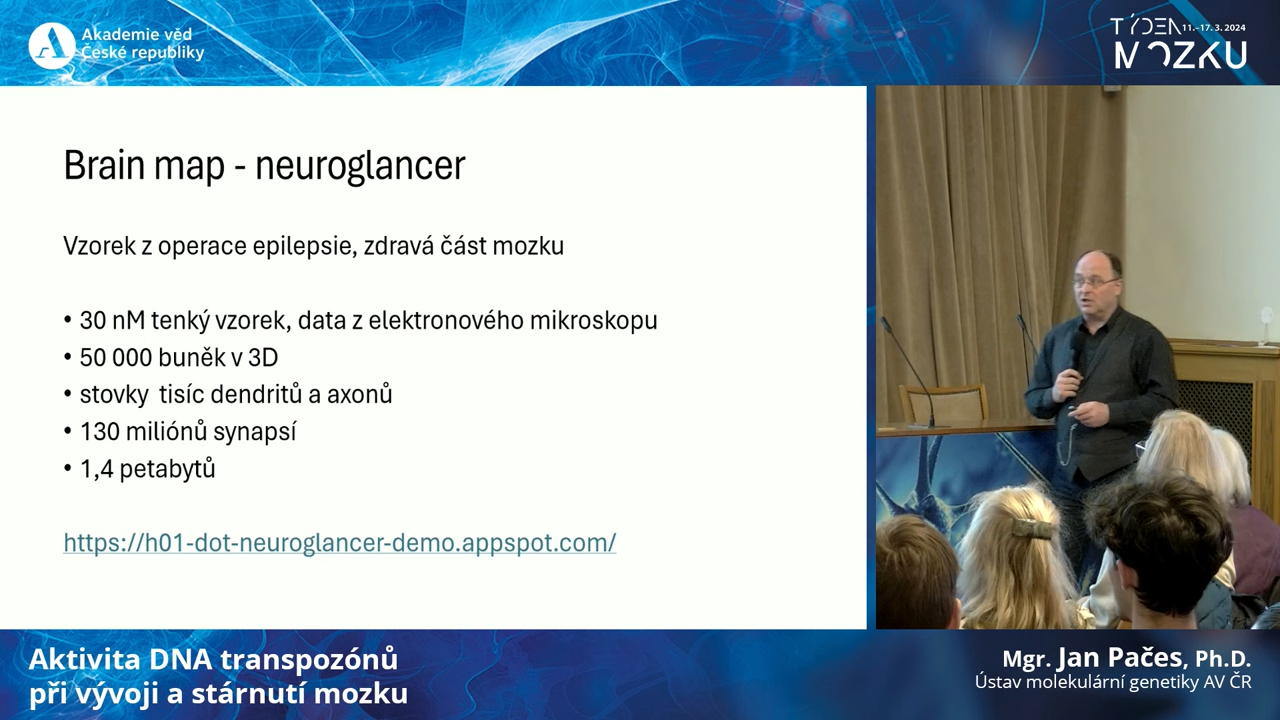 Akademie věd
České republiky
TÝDEN 11.–17. 3. 2024
MOZKU
Brain map - neuroglancer
Vzorek z operace epilepsie, zdravá část mozku
• 30 nM tenký vzorek, data z elektronového mikroskopu
• 50 000 buněk v 3D
• stovky  tisíc dendritů a axonů
• 130 miliónů synapsí
• 1,4 petabytů
https://h01-dot-neuroglancer-demo.appspot.com/
Aktivita DNA transpozónů
při vývoji a stárnutí mozku
Mgr. Jan Pačes, Ph.D.
Ústav molekulární genetiky AV ČR